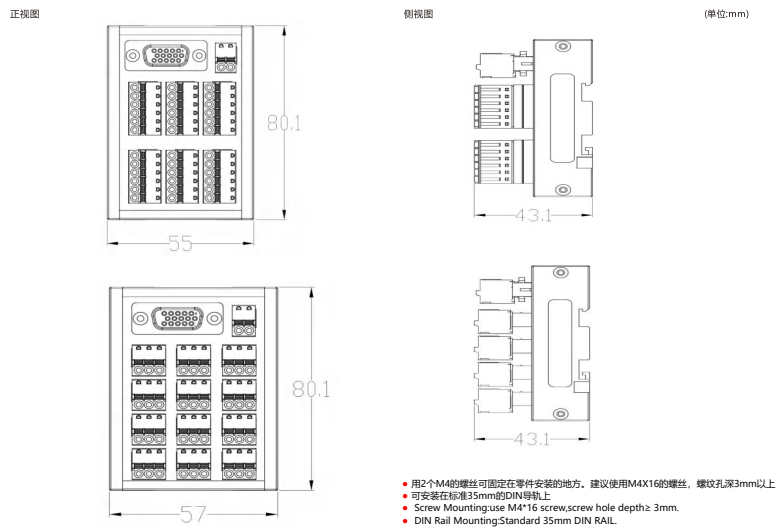 正视图
侧视图
(单位:mm)
80.1
55
43.1
80.1
57
43.1
● 用2个M4的螺丝可固定在零件安装的地方。建议使用M4X16的螺丝，螺纹孔深3mm以上
● 可安装在标准35mm的DIN导轨上
● Screw Mounting:use M4*16 screw,screw hole depth≥ 3mm.
● DIN Rail Mounting:Standard 35mm DIN RAIL.